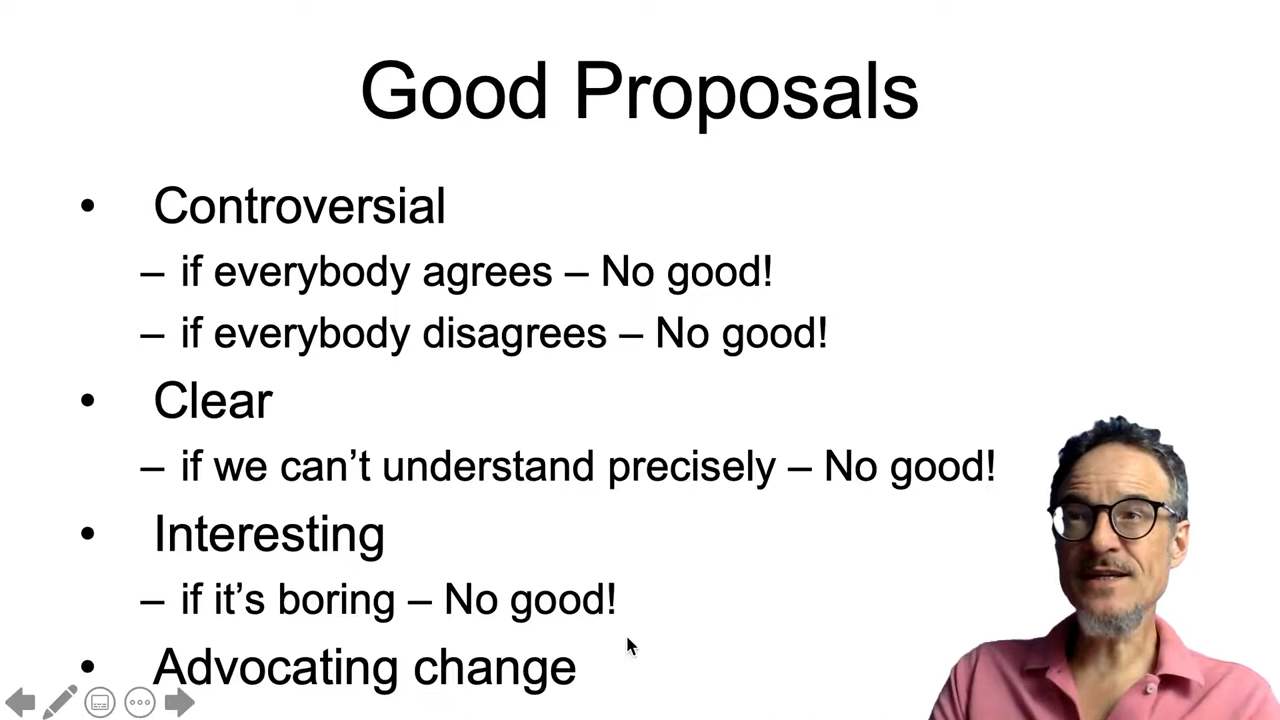 Good Proposals
• Controversial
– if everybody agrees – No good!
– if everybody disagrees – No good!
• Clear
– if we can’t understand precisely – No good!
• Interesting
– if it’s boring – No good!
• Advocating change